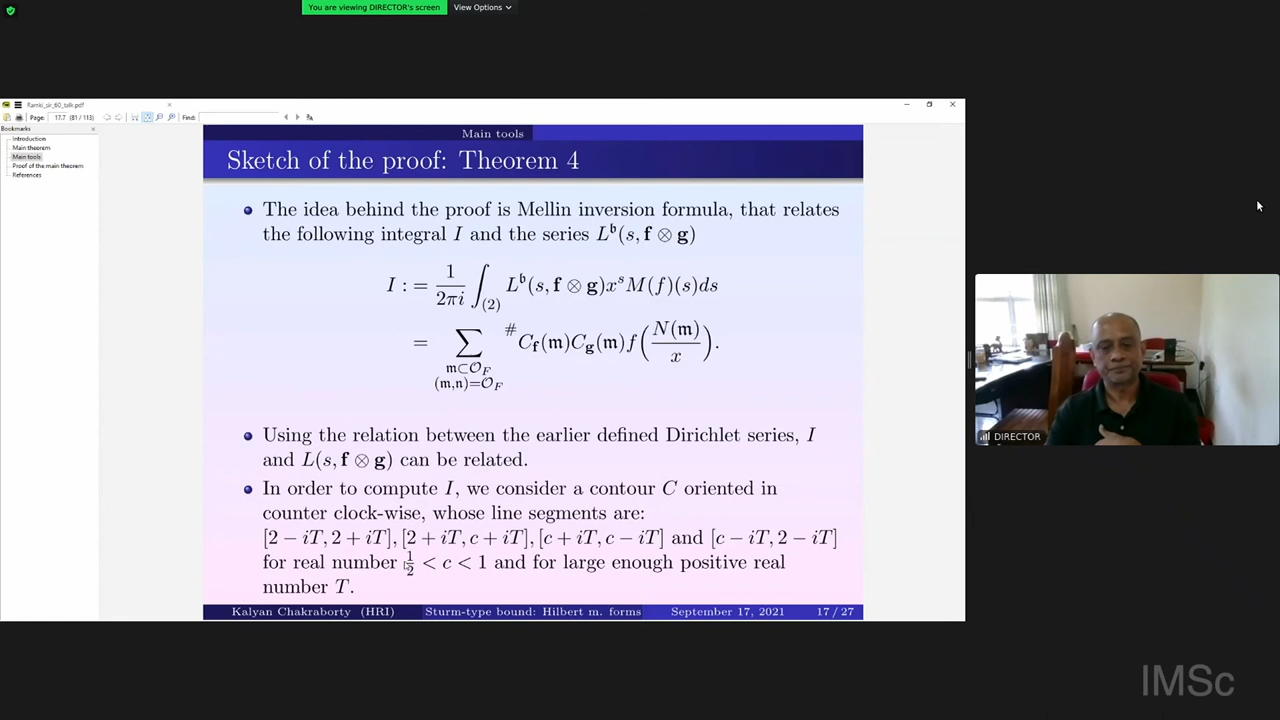 You are viewing DIRECTOR's screen
View Options
Ramki_sir_60_talk.pdf
Page: 17.7 (81 / 113) Find:
Bookmarks
Introduction
Main theorem
Main tools
Proof of the main theorem
References
Main tools
Sketch of the proof: Theorem 4
The idea behind the proof is Mellin inversion formula, that relates
the following integral I and the series L^𝔟(s, 𝐟 ⊗ 𝐠)
I := 1/2πi ∫_(2) L^𝔟(s, 𝐟 ⊗ 𝐠)x^s M(f)(s)ds
= ∑^#_{𝔪⊂𝒪_F, (𝔪,𝔫)=𝒪_F} C_𝐟(𝔪)C_𝐠(𝔪)f(N(𝔪)/x).
Using the relation between the earlier defined Dirichlet series, I
and L(s, 𝐟 ⊗ 𝐠) can be related.
In order to compute I, we consider a contour C oriented in
counter clock-wise, whose line segments are:
[2 − iT, 2 + iT], [2 + iT, c + iT], [c + iT, c − iT] and [c − iT, 2 − iT]
for real number 1/2 < c < 1 and for large enough positive real
number T.
Kalyan Chakraborty (HRI) Sturm-type bound: Hilbert m. forms September 17, 2021 17 / 27
DIRECTOR
IMSc